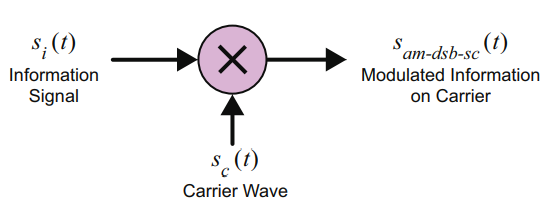 s_i(t)
Information
Signal
s_am-dsb-sc(t)
Modulated Information
on Carrier
s_c(t)
Carrier Wave